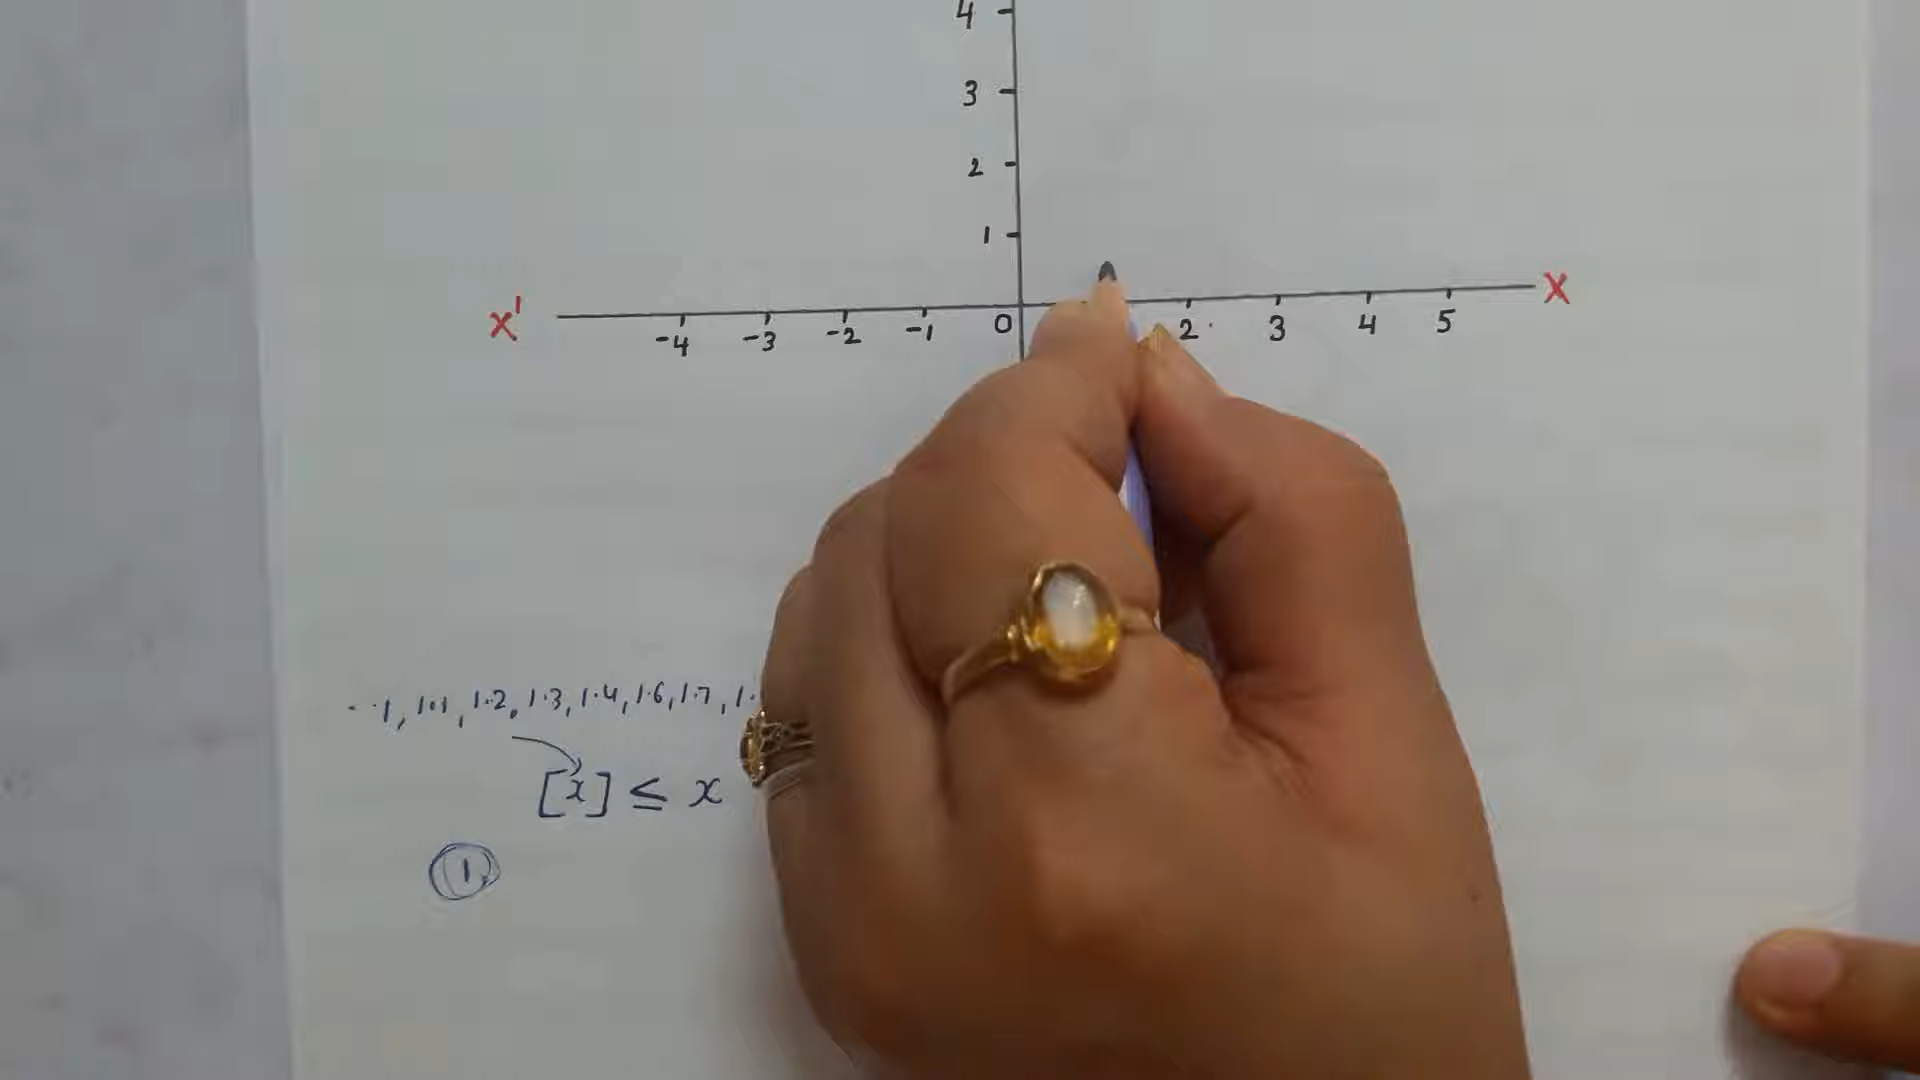 4
3
2
1
X' -4 -3 -2 -1 0 2 3 4 5 X
. . 1, 1.1, 1.2, 1.3, 1.4, 1.6, 1.7, 1.
[x] ≤ x
1